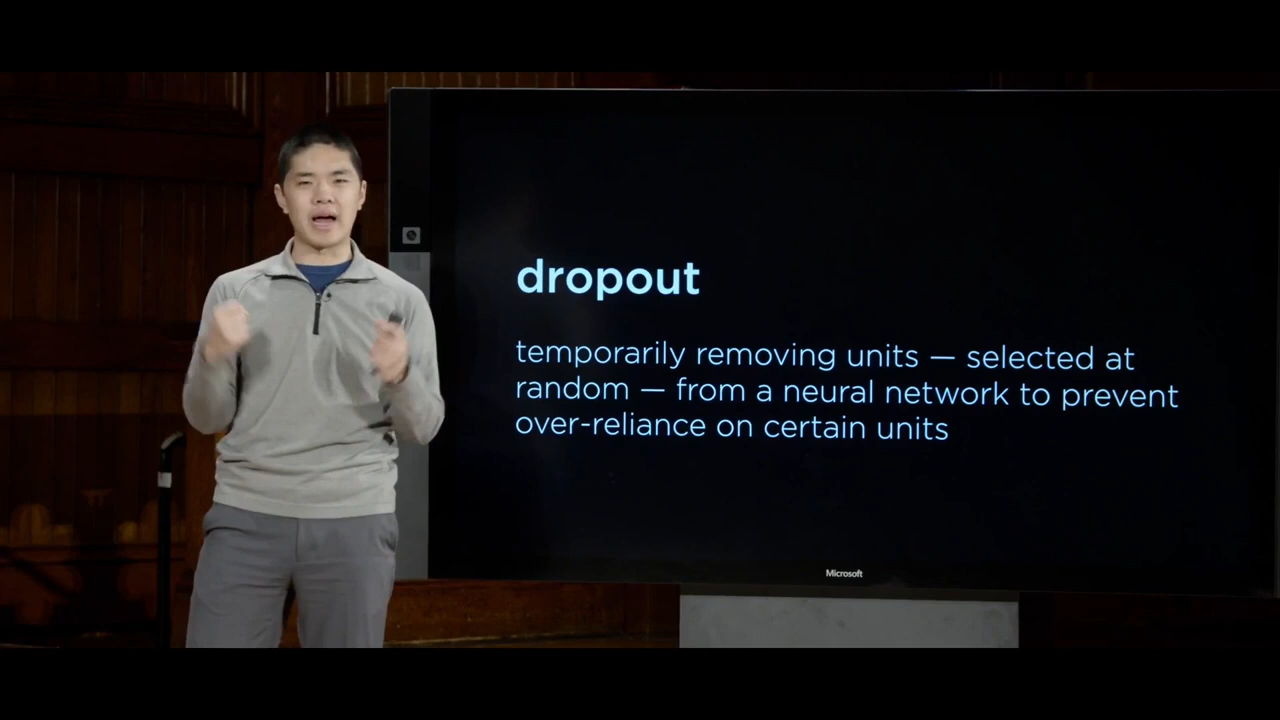 dropout
temporarily removing units — selected at
random — from a neural network to prevent
over-reliance on certain units
Microsoft